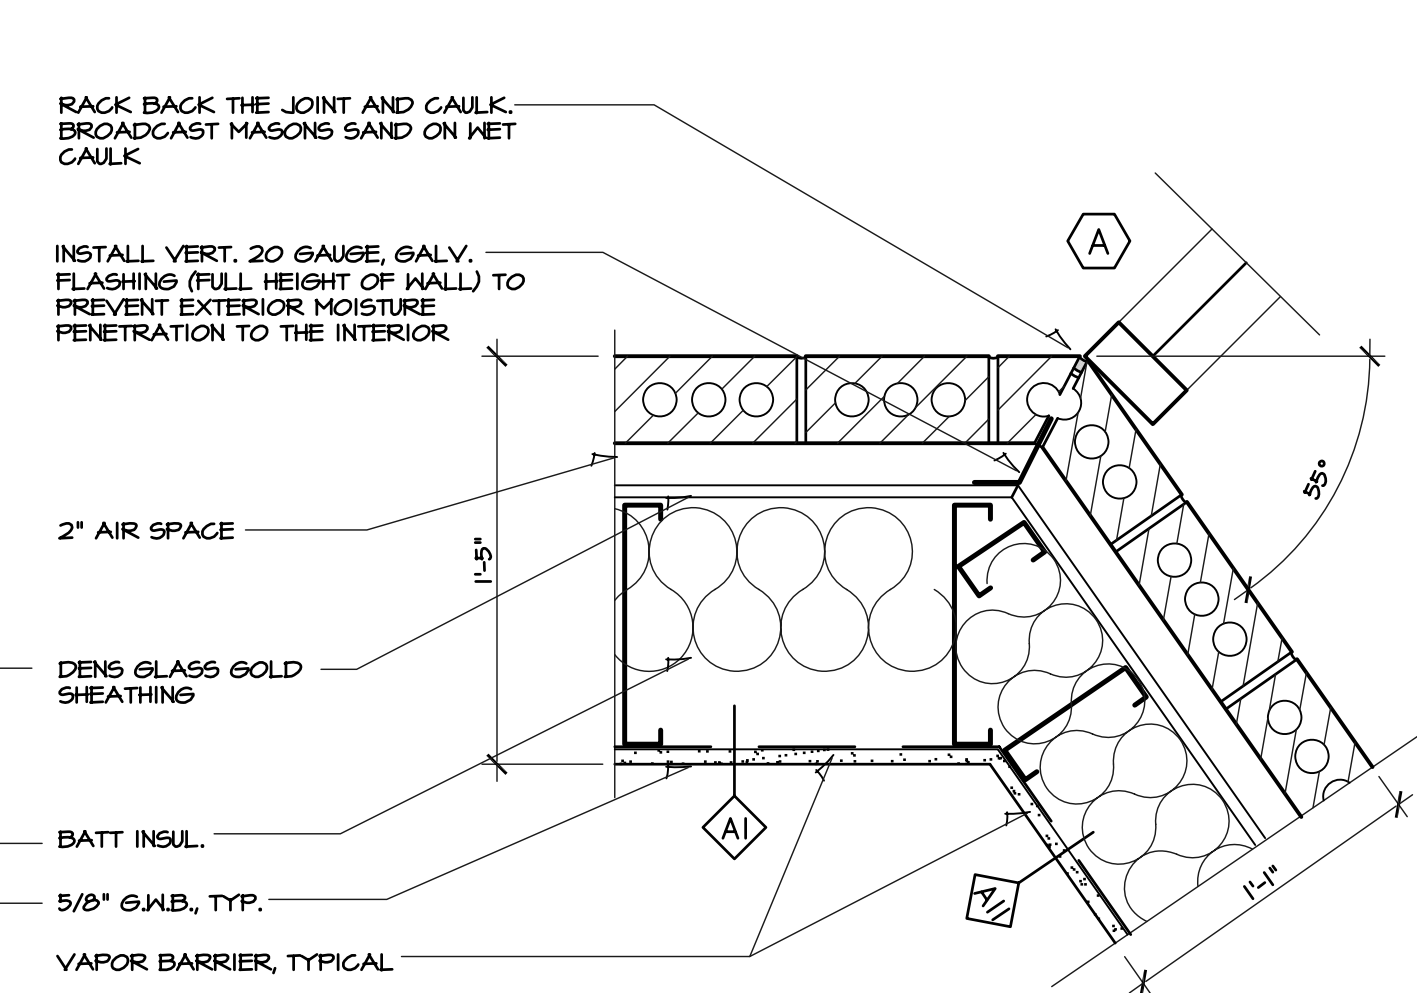 RACK BACK THE JOINT AND CAULK.
BROADCAST MASONS SAND ON WET
CAULK
A
INSTALL VERT. 20 GAUGE, GALV.
FLASHING (FULL HEIGHT OF WALL) TO
PREVENT EXTERIOR MOISTURE
PENETRATION TO THE INTERIOR
55°
2" AIR SPACE
1'-5"
DENS GLASS GOLD
SHEATHING
BATT INSUL.
A1
5/8" G.W.B., TYP.
A11
1'-1"
VAPOR BARRIER, TYPICAL